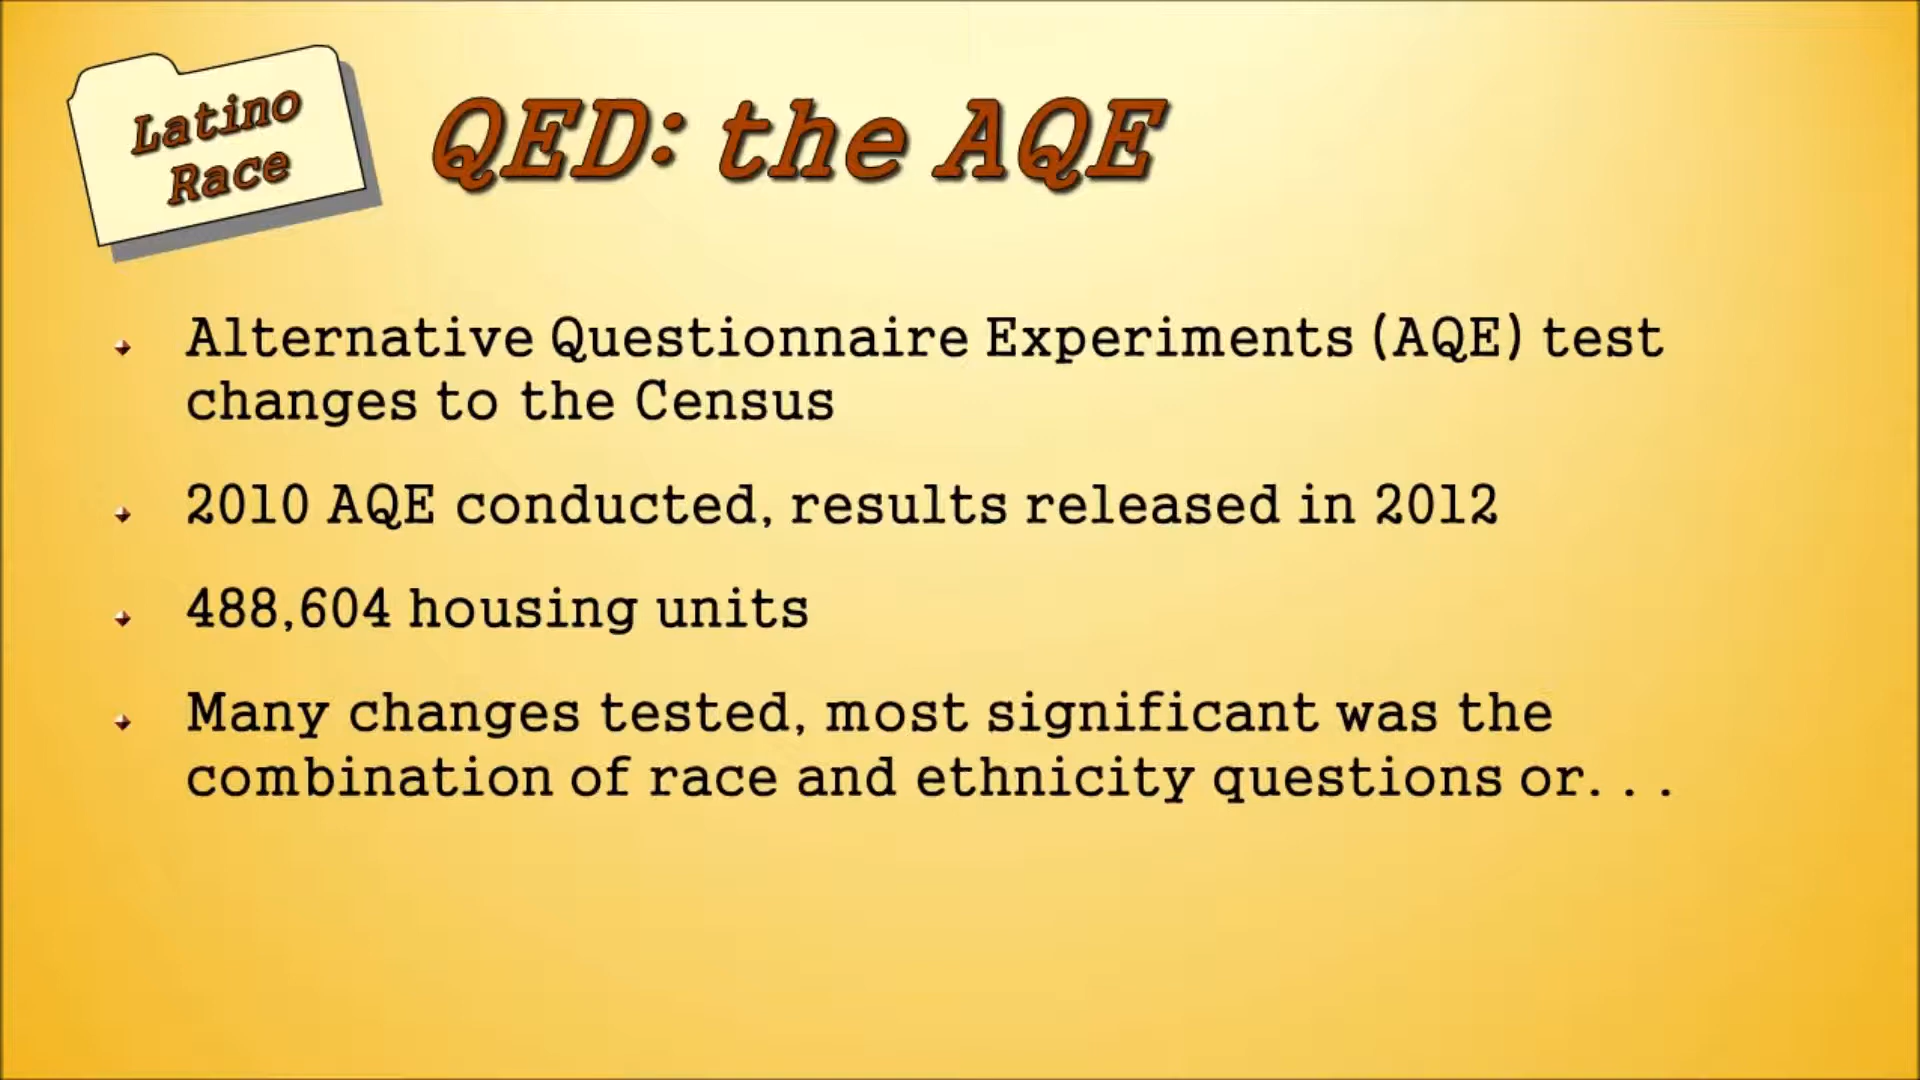 Latino
Race
QED: the AQE
Alternative Questionnaire Experiments (AQE) test
changes to the Census
2010 AQE conducted, results released in 2012
488,604 housing units
Many changes tested, most significant was the
combination of race and ethnicity questions or. . .